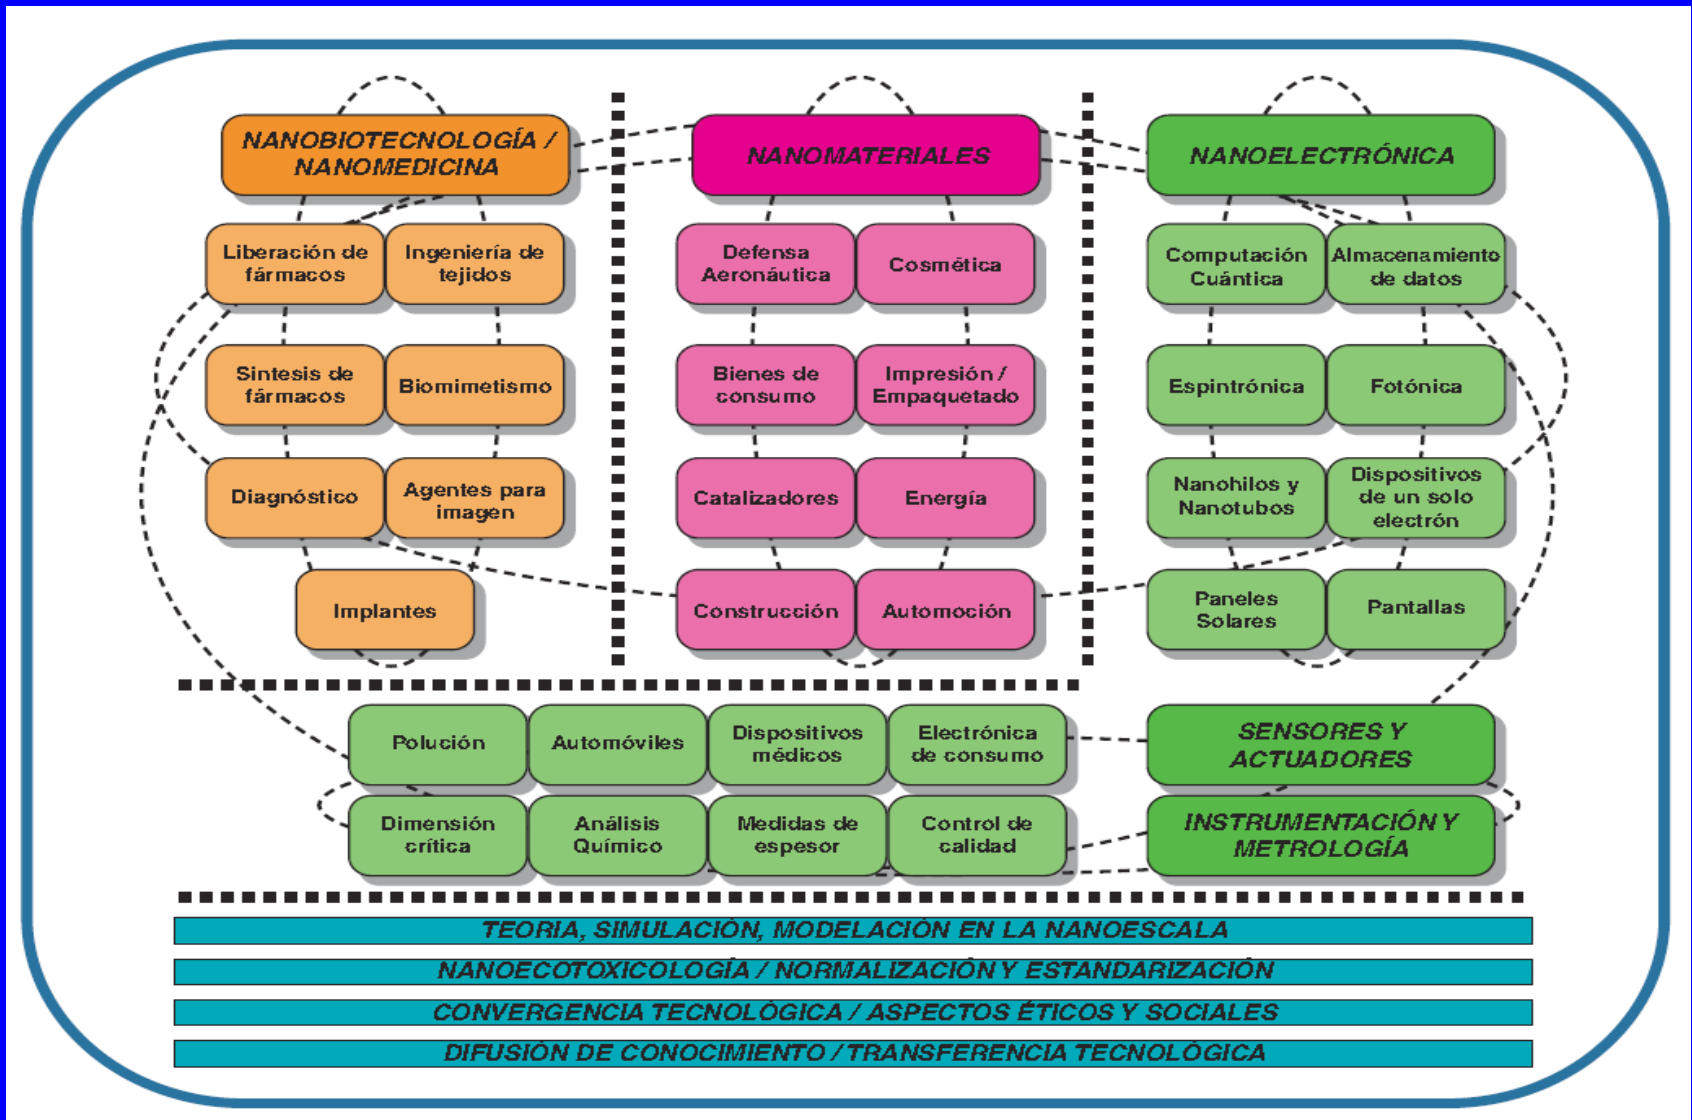 NANOBIOTECNOLOGÍA /
NANOMEDICINA
NANOMATERIALES
NANOELECTRÓNICA
Liberación de
fármacos
Ingeniería de
tejidos
Defensa
Aeronáutica
Cosmética
Computación
Cuántica
Almacenamiento
de datos
Sintesis de
fármacos
Biomimetismo
Bienes de
consumo
Impresión /
Empaquetado
Espintrónica
Fotónica
Diagnóstico
Agentes para
imagen
Catalizadores
Energía
Nanohilos y
Nanotubos
Dispositivos
de un solo
electrón
Implantes
Construcción
Automoción
Paneles
Solares
Pantallas
Polución
Automóviles
Dispositivos
médicos
Electrónica
de consumo
SENSORES Y
ACTUADORES
Dimensión
crítica
Análisis
Químico
Medidas de
espesor
Control de
calidad
INSTRUMENTACIÓN Y
METROLOGÍA
TEORIA, SIMULACIÓN, MODELACIÓN EN LA NANOESCALA
NANOECOTOXICOLOGÍA / NORMALIZACIÓN Y ESTANDARIZACIÓN
CONVERGENCIA TECNOLÓGICA / ASPECTOS ÉTICOS Y SOCIALES
DIFUSIÓN DE CONOCIMIENTO / TRANSFERENCIA TECNOLÓGICA